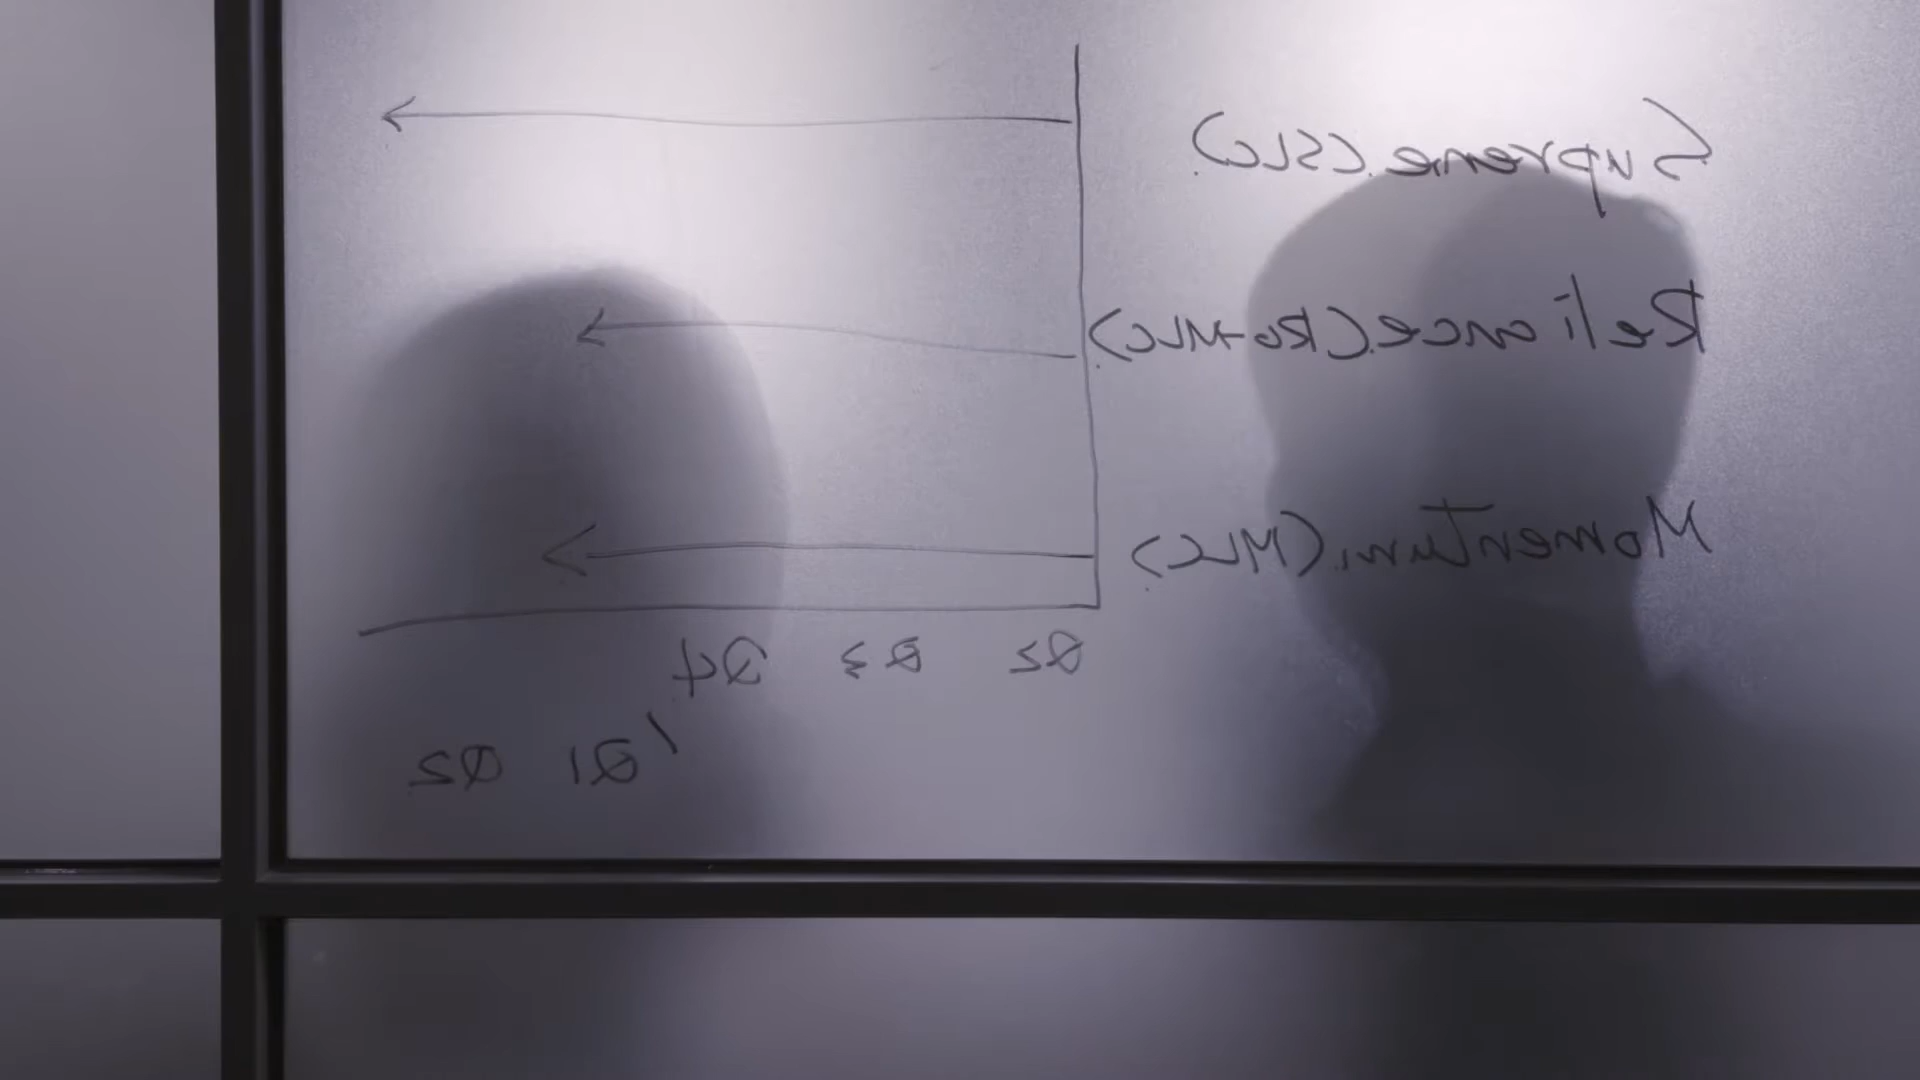 Supreme (SLC)
Reliance (Ro-MLC)
Momentum (MLC)
Q2 Q3 Q4
'Q1 Q2